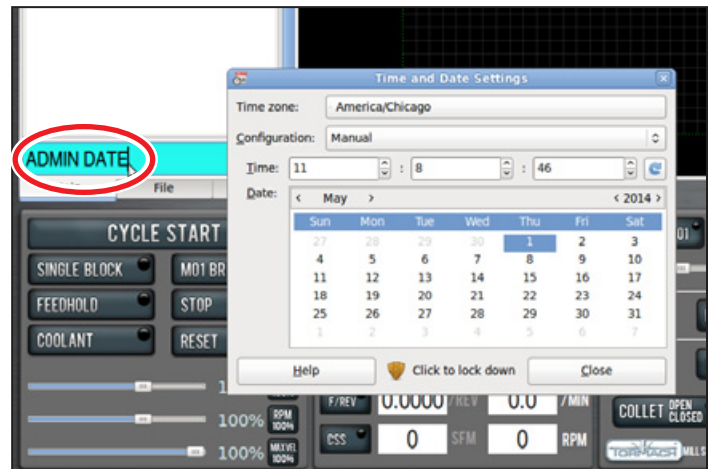 Time and Date Settings
Time zone: America/Chicago
Configuration: Manual
Time: 11 : 8 : 46
Date: < May > < 2014 >
Sun Mon Tue Wed Thu Fri Sat
27 28 29 30 1 2 3
4 5 6 7 8 9 10
11 12 13 14 15 16 17
18 19 20 21 22 23 24
25 26 27 28 29 30 31
1 2 3 4 5 6 7
Help Click to lock down Close
ADMIN DATE
File
CYCLE START
SINGLE BLOCK M01 BR
FEEDHOLD STOP
COOLANT RESET
100% RPM 100%
100% MAXVEL 100%
F/REV 0.0000 /REV 0.0 /MIN
CSS 0 SFM 0 RPM
COLLET OPEN CLOSED
TORMACH MILLS
01